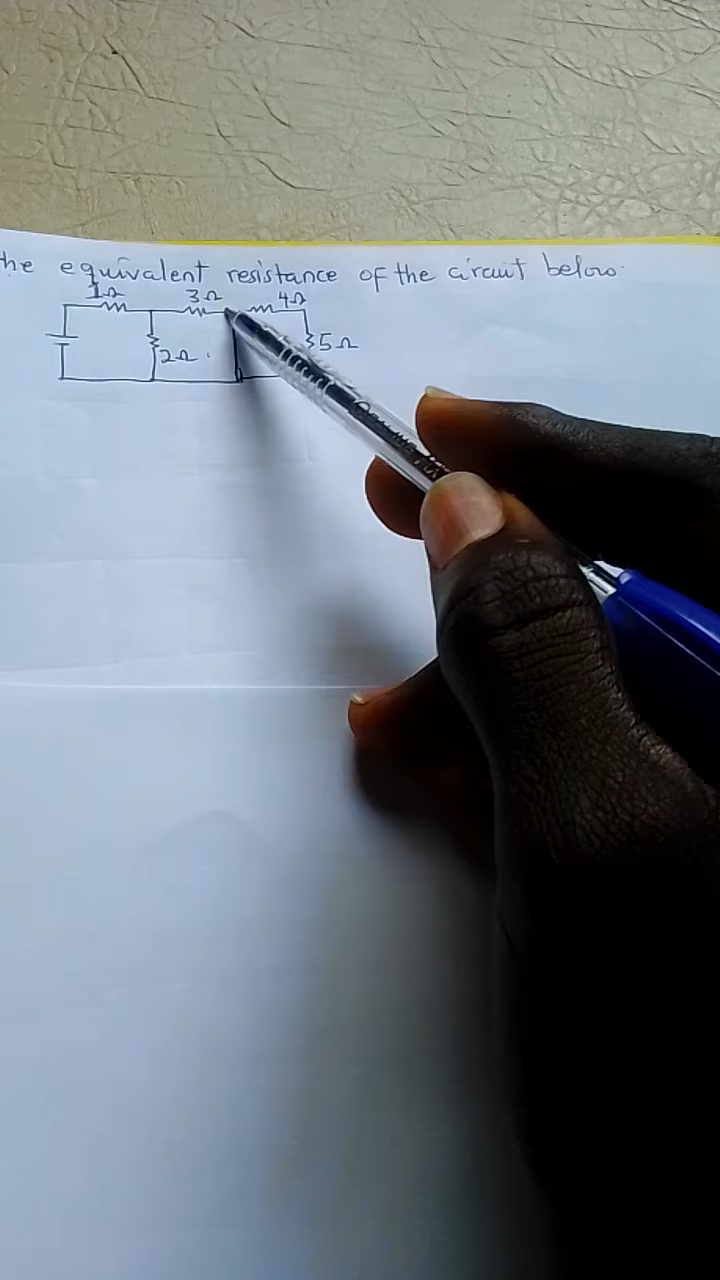 he equivalent resistance of the circuit below.
1Ω 3Ω 4Ω
2Ω 5Ω